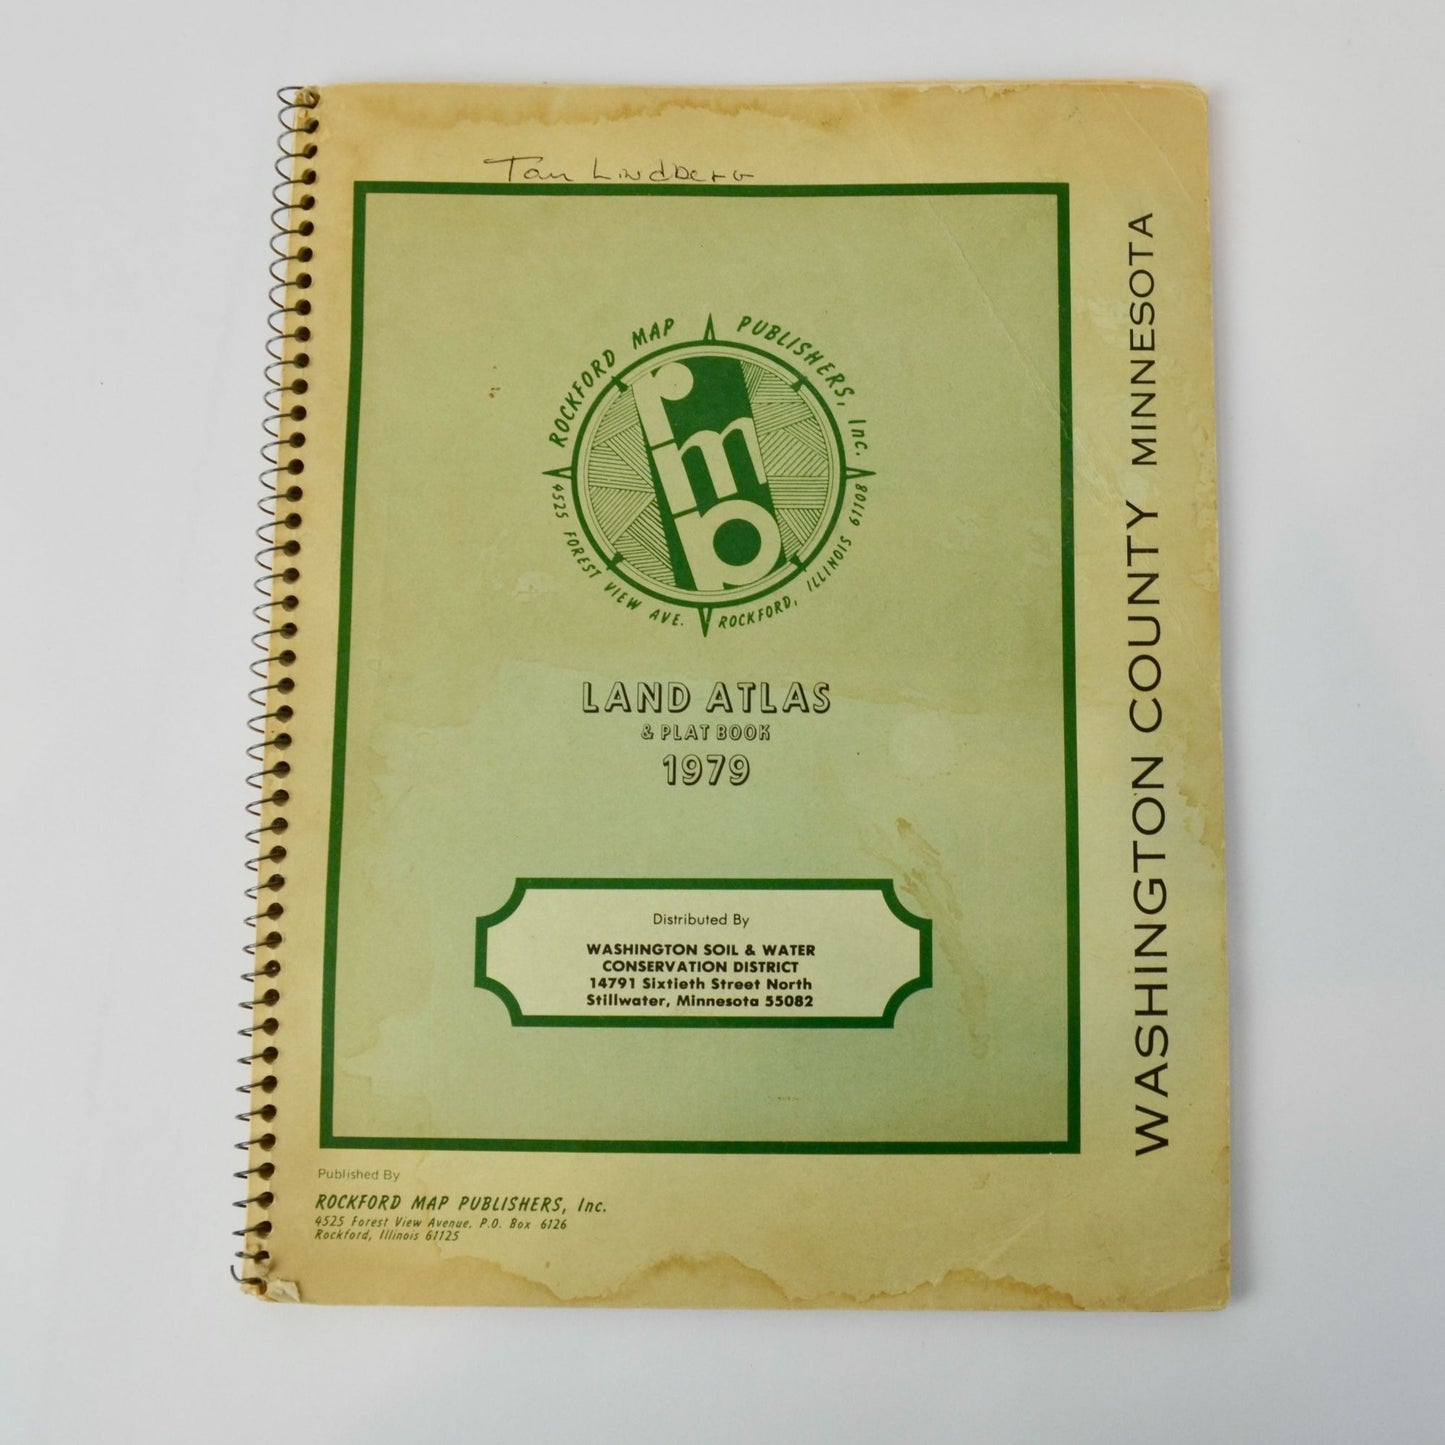 Tom Lindberg
ROCKFORD MAP PUBLISHERS, Inc.
4525 FOREST VIEW AVE. ROCKFORD, ILLINOIS 61108
rmp
LAND ATLAS
& PLAT BOOK
1979
Distributed By
WASHINGTON SOIL & WATER
CONSERVATION DISTRICT
14791 Sixtieth Street North
Stillwater, Minnesota 55082
Published By
ROCKFORD MAP PUBLISHERS, Inc.
4525 Forest View Avenue. P.O. Box 6126
Rockford, Illinois 61125
WASHINGTON COUNTY MINNESOTA